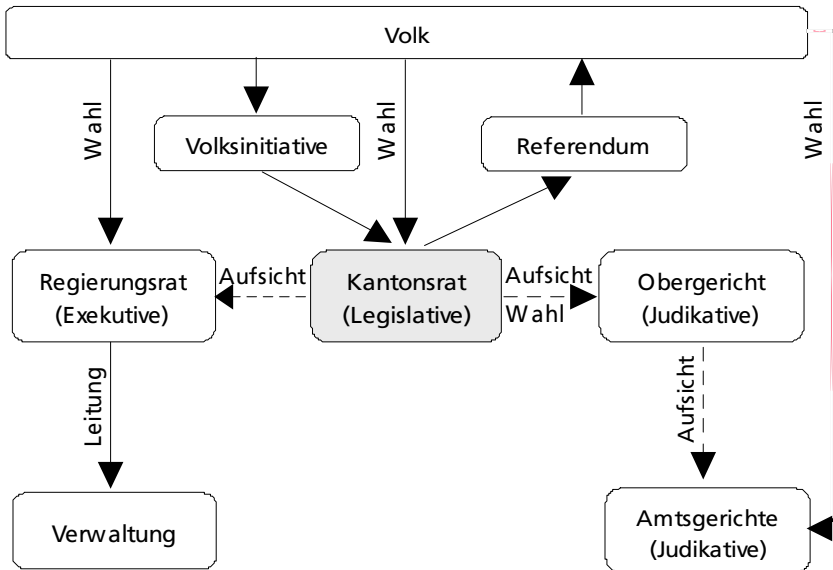 Volk
Wahl
Volksinitiative
Wahl
Referendum
Wahl
Regierungsrat
(Exekutive)
Aufsicht
Kantonsrat
(Legislative)
Aufsicht
Wahl
Obergericht
(Judikative)
Leitung
Aufsicht
Verwaltung
Amtsgerichte
(Judikative)